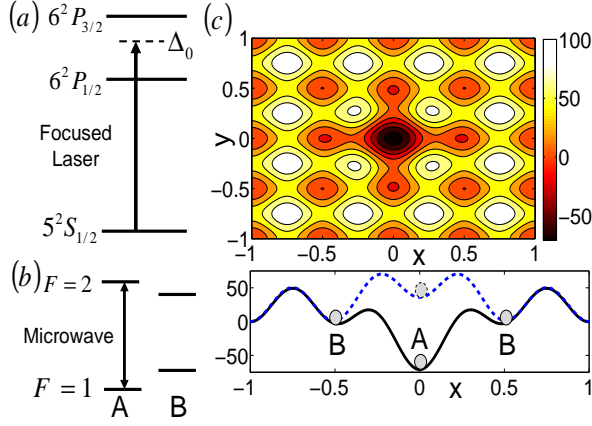 (a)
6²P₃/₂
Δ₀
6²P₁/₂
Focused
Laser
5²S₁/₂
(b)
F = 2
Microwave
F = 1
A
B
(c)
1
0.5
0
-0.5
-1
y
-1
-0.5
0
0.5
1
x
100
50
0
-50
50
0
-50
B
A
B
-1
-0.5
0
0.5
1
x